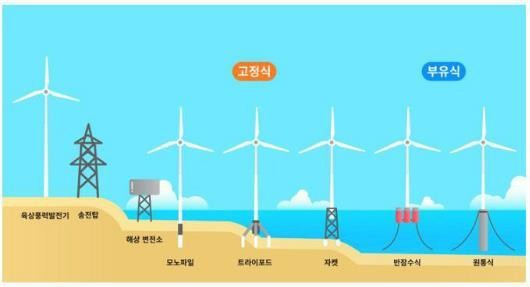 고정식
부유식
육상풍력발전기
송전탑
해상 변전소
모노파일
트라이포드
자켓
반잠수식
원통식